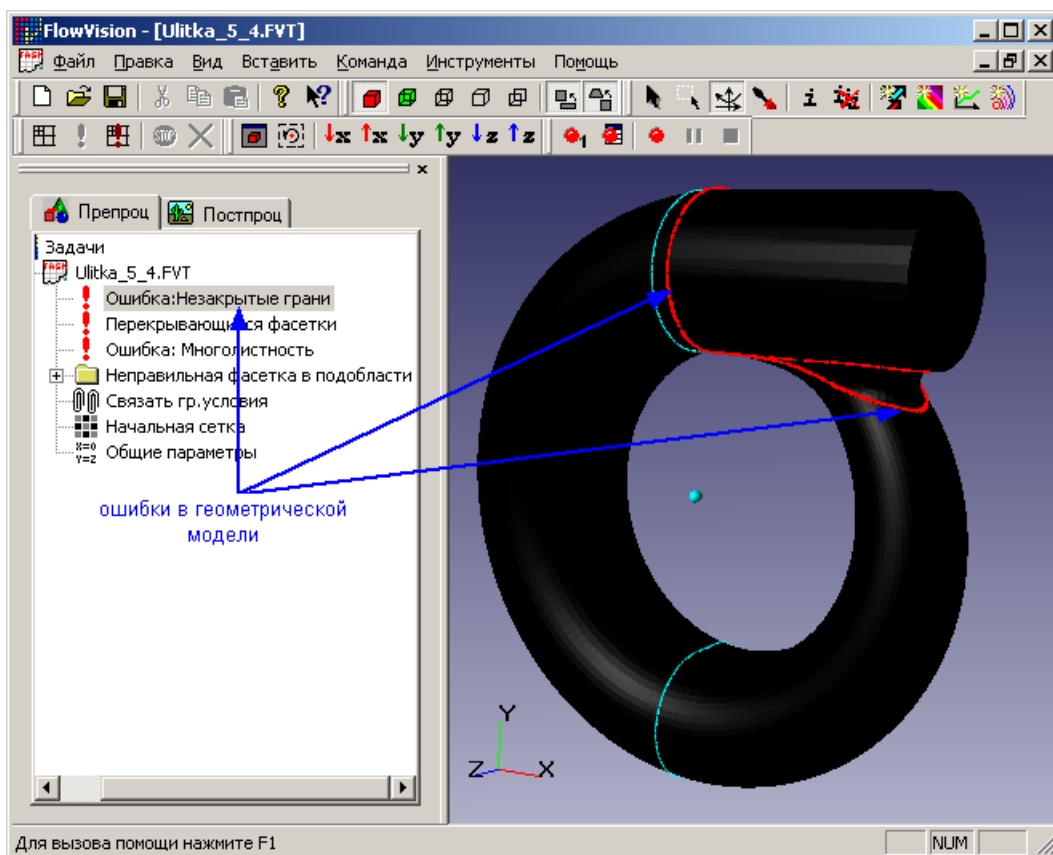 FlowVision - [Ulitka_5_4.FVT]
Файл Правка Вид Вставить Команда Инструменты Помощь
x x y y z z
Препроц Постпроц
Задачи
Ulitka_5_4.FVT
Ошибка:Незакрытые грани
Перекрывающиеся фасетки
Ошибка: Многолистность
Неправильная фасетка в подобласти
Связать гр.условия
Начальная сетка
X=0 Y=2 Общие параметры
ошибки в геометрической
модели
Y
Z X
Для вызова помощи нажмите F1
NUM